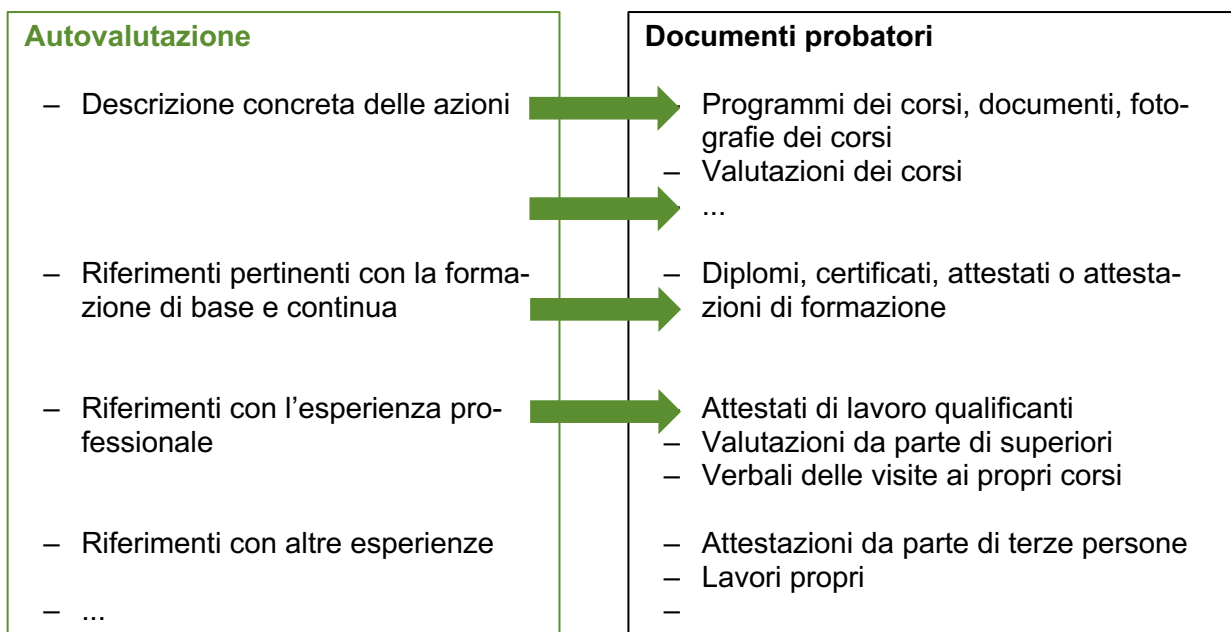 Autovalutazione
– Descrizione concreta delle azioni
– Riferimenti pertinenti con la forma-
zione di base e continua
– Riferimenti con l'esperienza pro-
fessionale
– Riferimenti con altre esperienze
– ...
Documenti probatori
– Programmi dei corsi, documenti, foto-
grafie dei corsi
– Valutazioni dei corsi
– ...
– Diplomi, certificati, attestati o attesta-
zioni di formazione
– Attestati di lavoro qualificanti
– Valutazioni da parte di superiori
– Verbali delle visite ai propri corsi
– Attestazioni da parte di terze persone
– Lavori propri
–